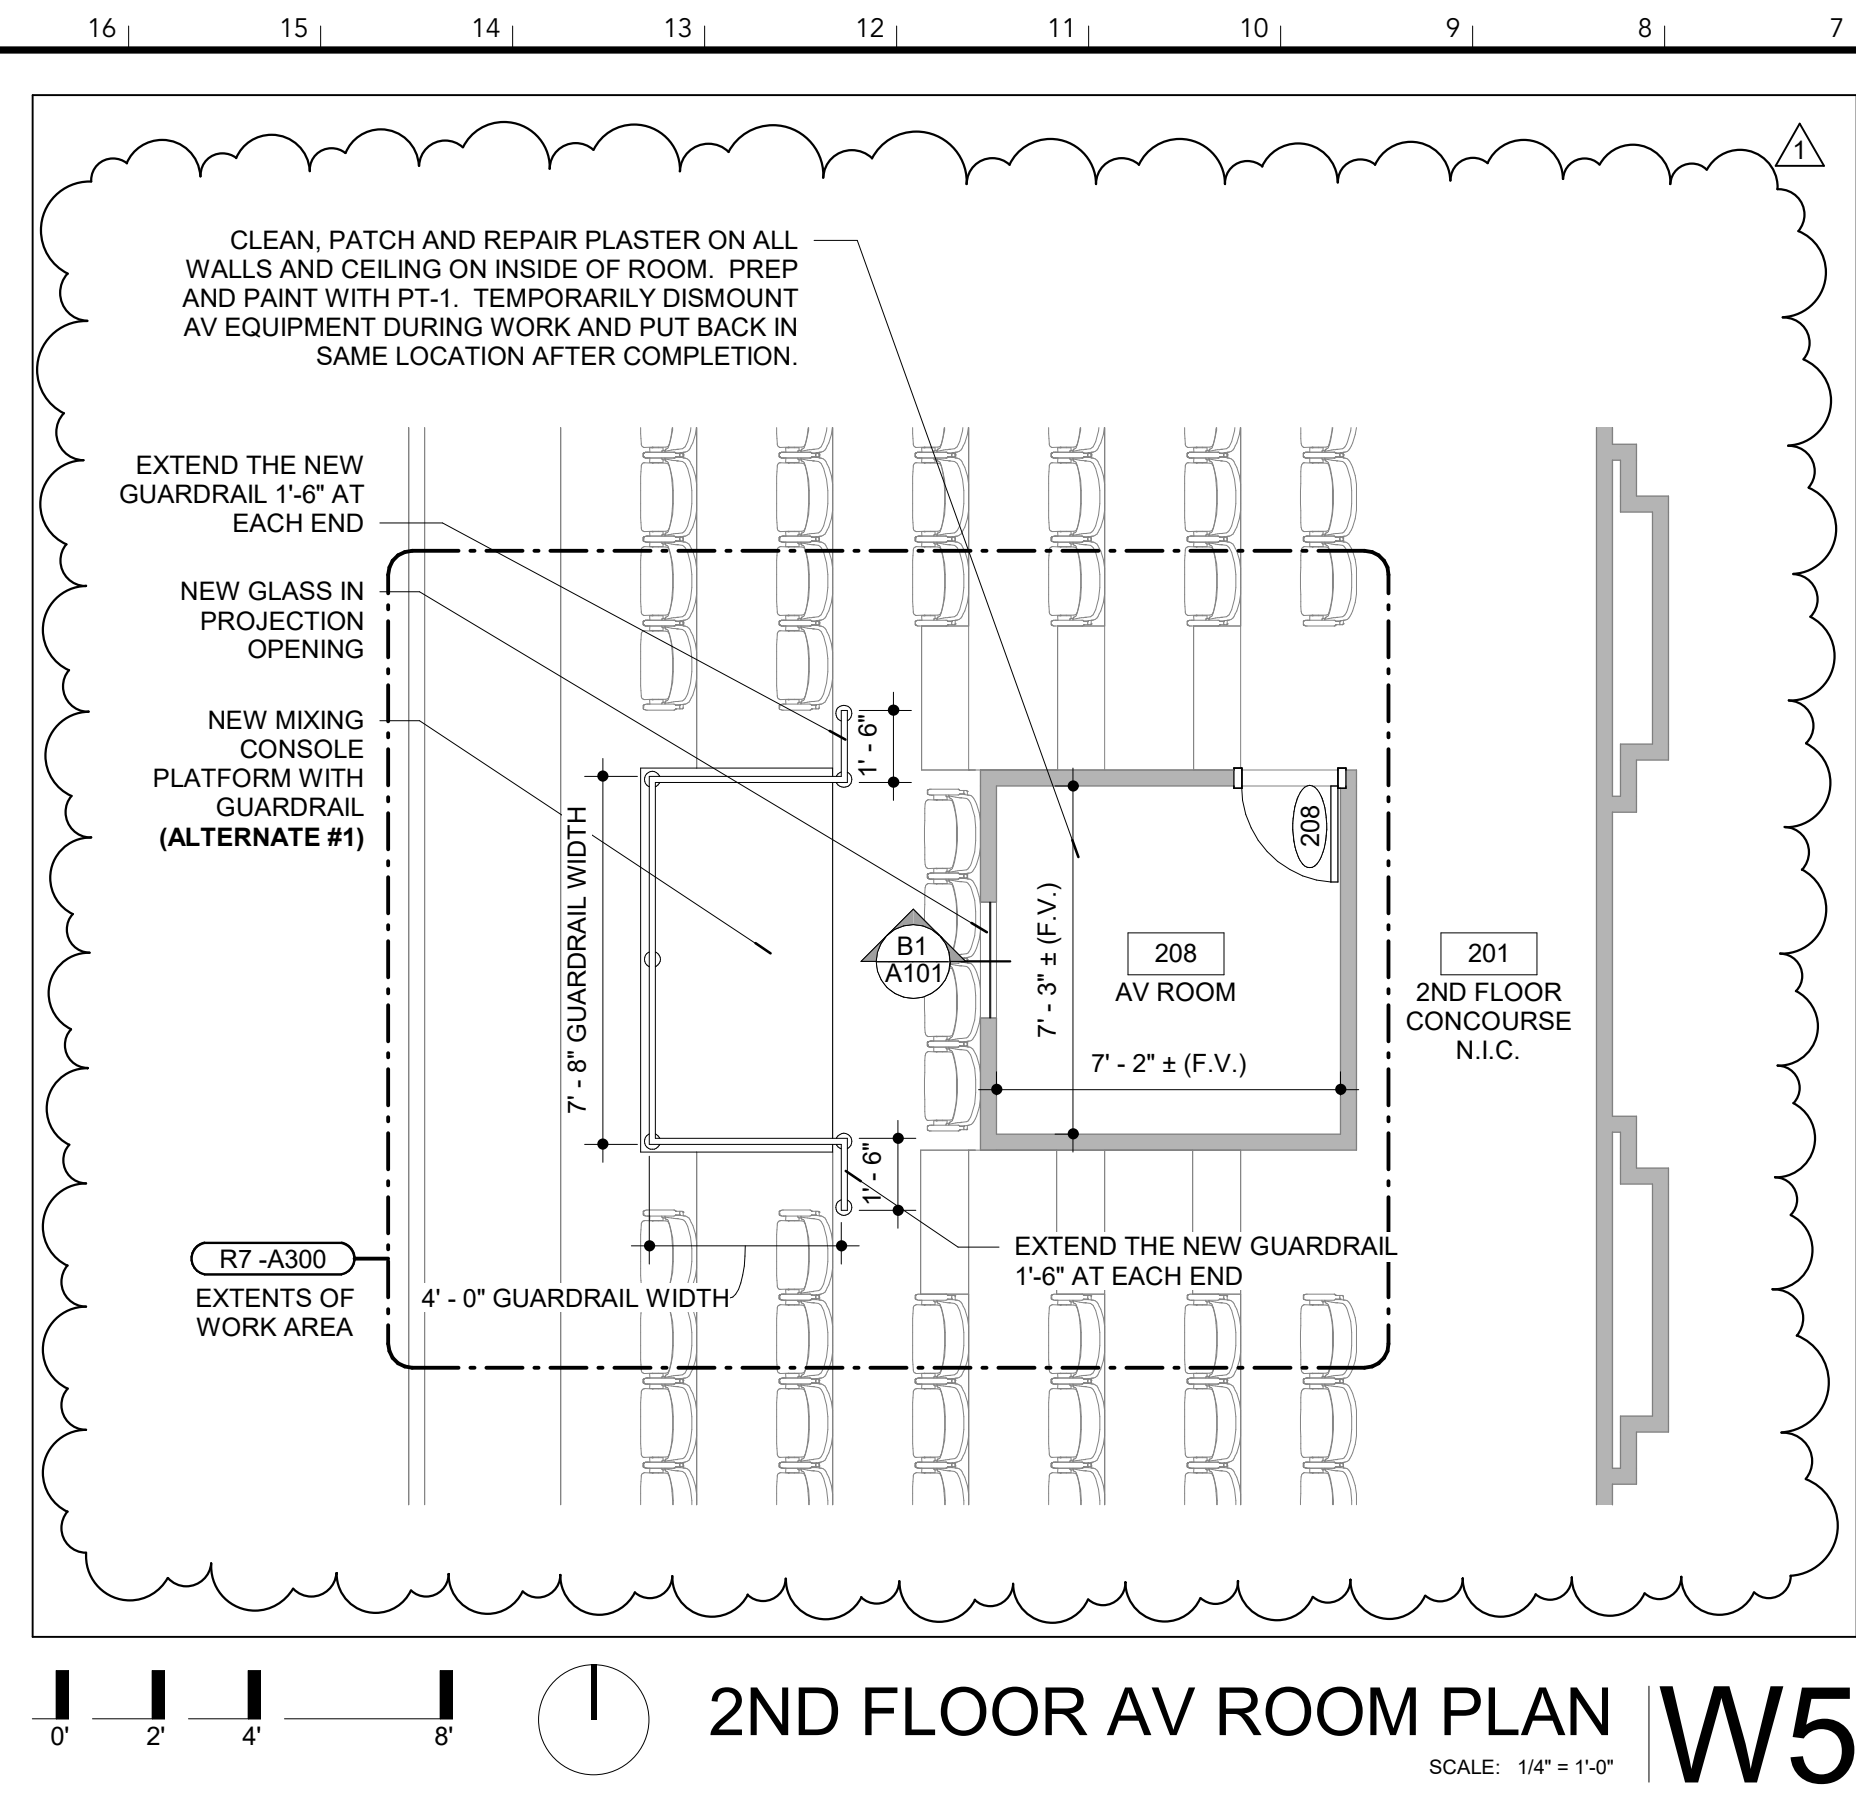 16 15 14 13 12 11 10 9 8 7
1
CLEAN, PATCH AND REPAIR PLASTER ON ALL
WALLS AND CEILING ON INSIDE OF ROOM.  PREP
AND PAINT WITH PT-1.  TEMPORARILY DISMOUNT
AV EQUIPMENT DURING WORK AND PUT BACK IN
SAME LOCATION AFTER COMPLETION.
EXTEND THE NEW
GUARDRAIL 1'-6" AT
EACH END
NEW GLASS IN
PROJECTION
OPENING
NEW MIXING
CONSOLE
PLATFORM WITH
GUARDRAIL
(ALTERNATE #1)
1' - 6"
7' - 8" GUARDRAIL WIDTH
208
B1
A101
7' - 3" ± (F.V.)
208
AV ROOM
7' - 2" ± (F.V.)
201
2ND FLOOR
CONCOURSE
N.I.C.
1' - 6"
EXTEND THE NEW GUARDRAIL
1'-6" AT EACH END
R7 -A300
EXTENTS OF
WORK AREA
4' - 0" GUARDRAIL WIDTH
0' 2' 4' 8'
2ND FLOOR AV ROOM PLAN
SCALE: 1/4" = 1'-0"
W5